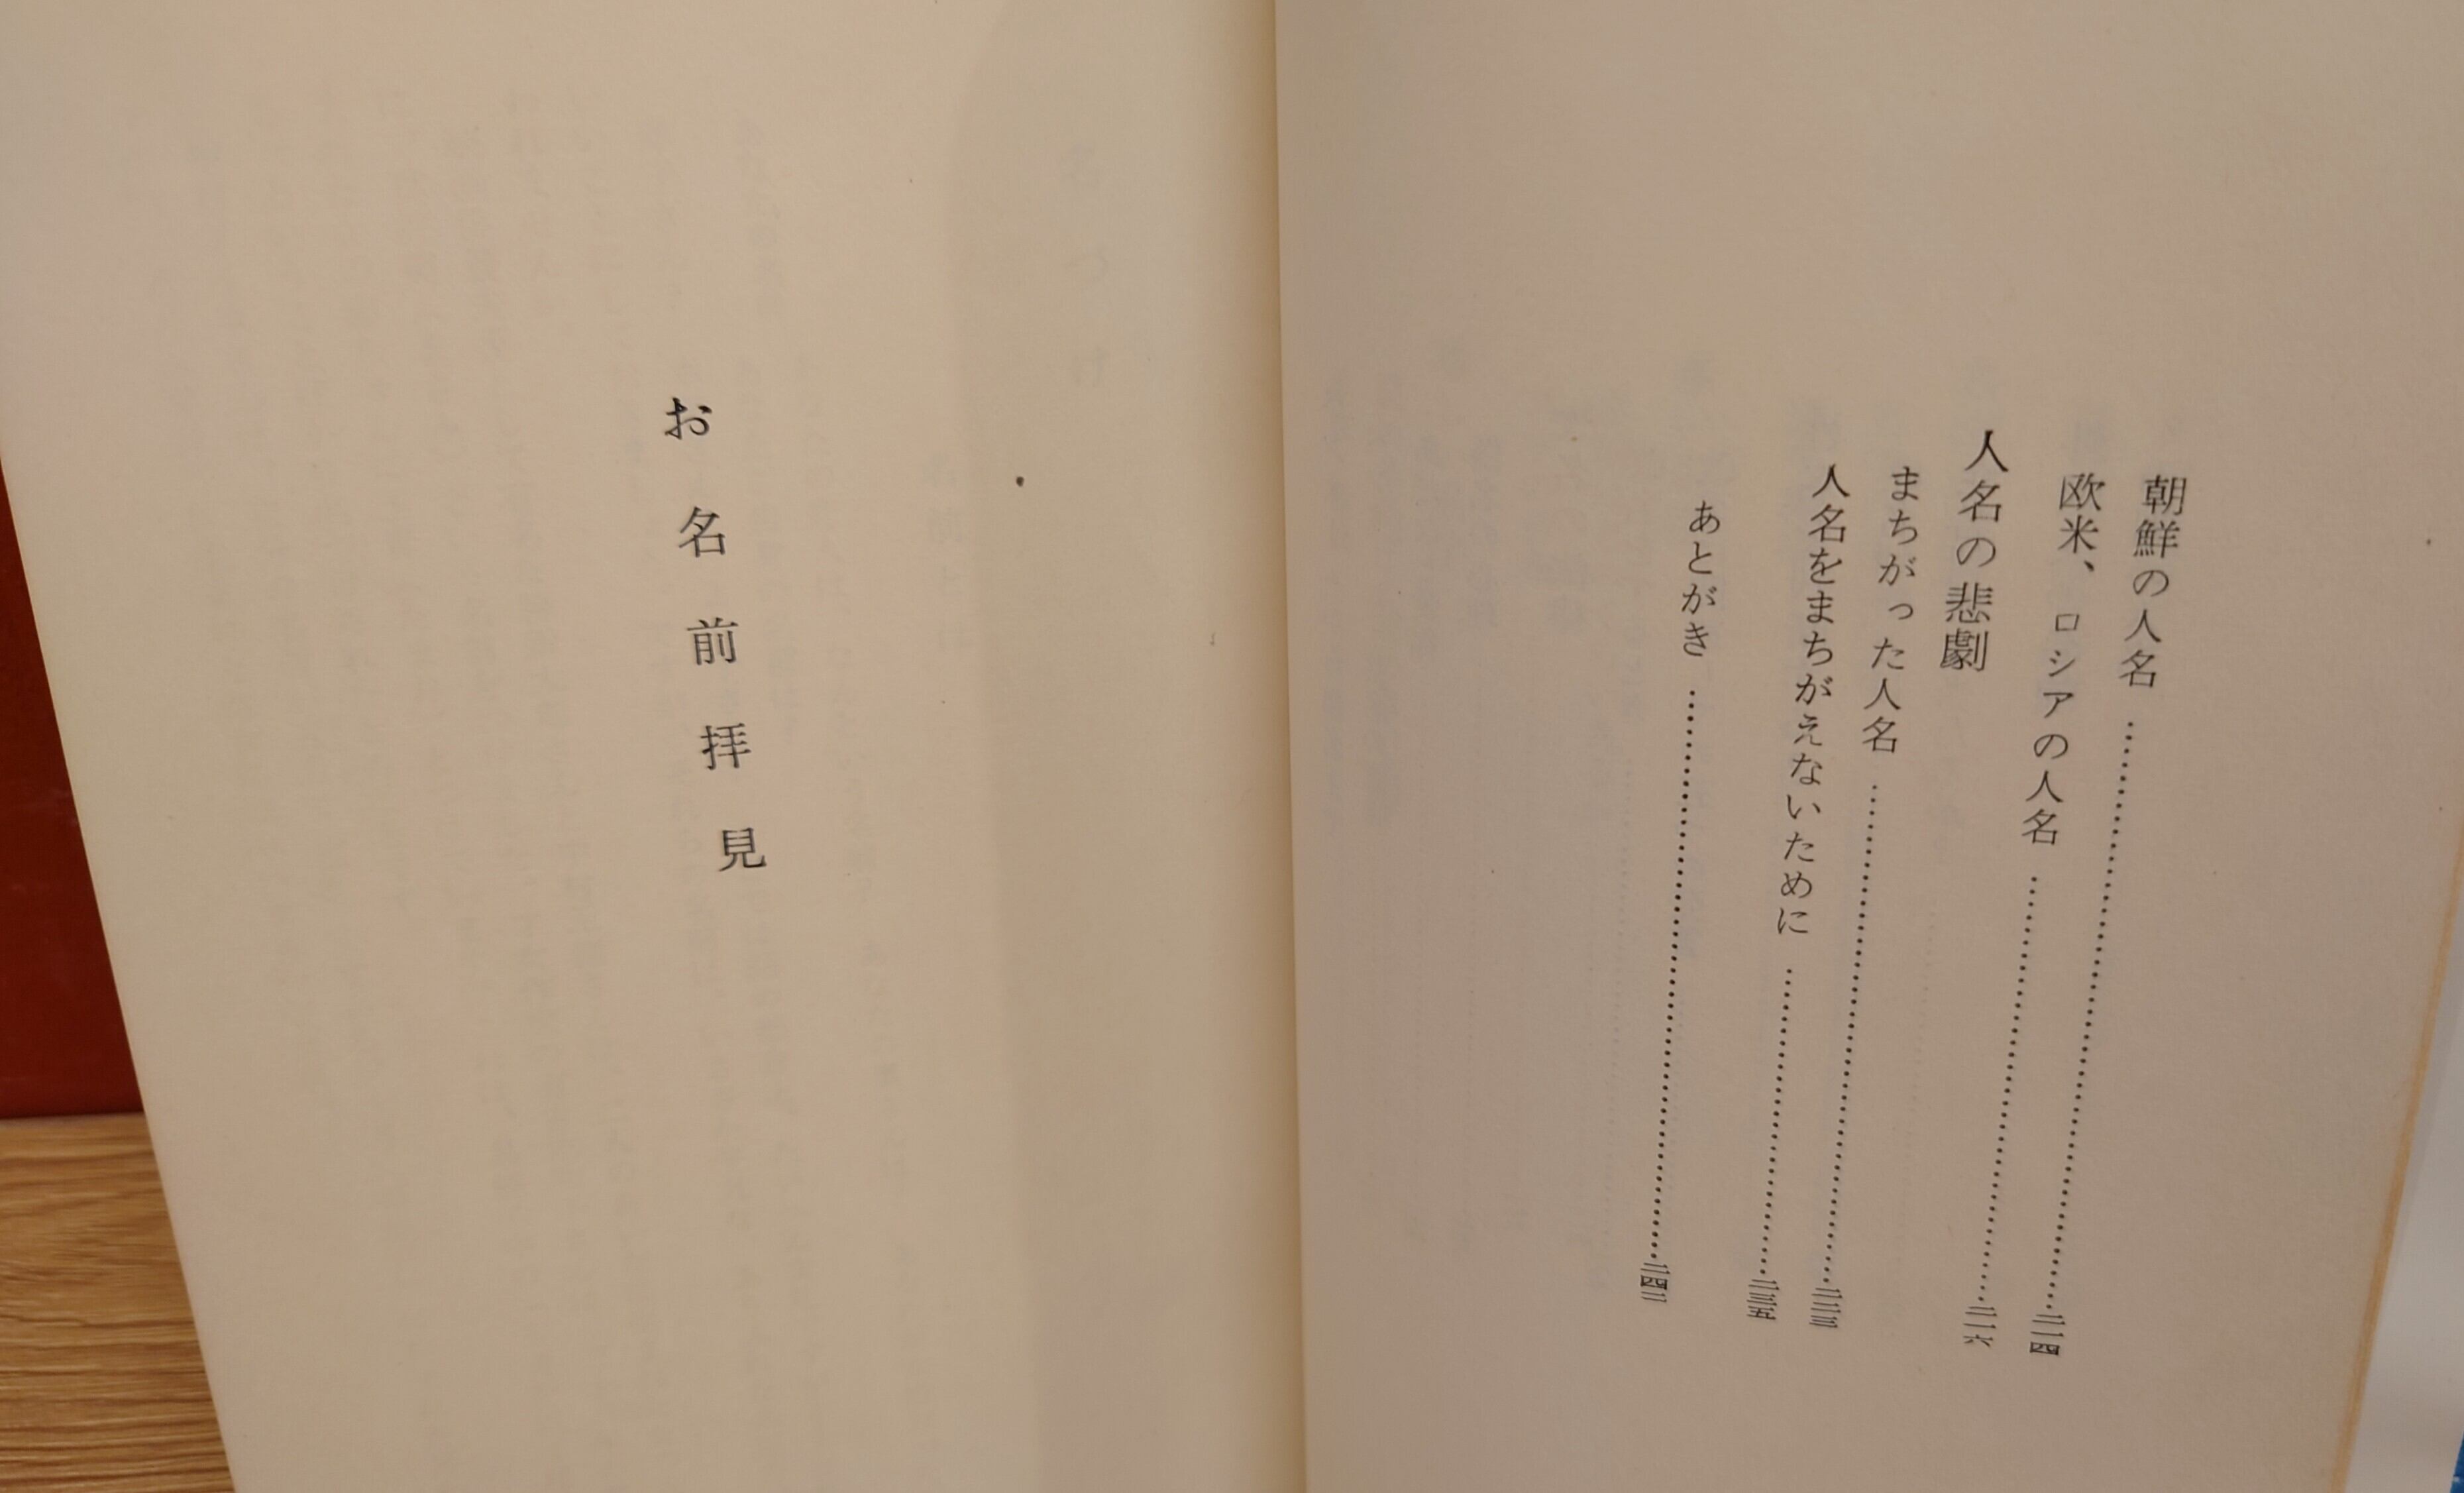 朝鮮の人名……二一四
欧米、ロシアの人名……二一六
人名の悲劇
まちがった人名……二二三
人名をまちがえないために……二三五
あとがき……二四二
お名前拝見